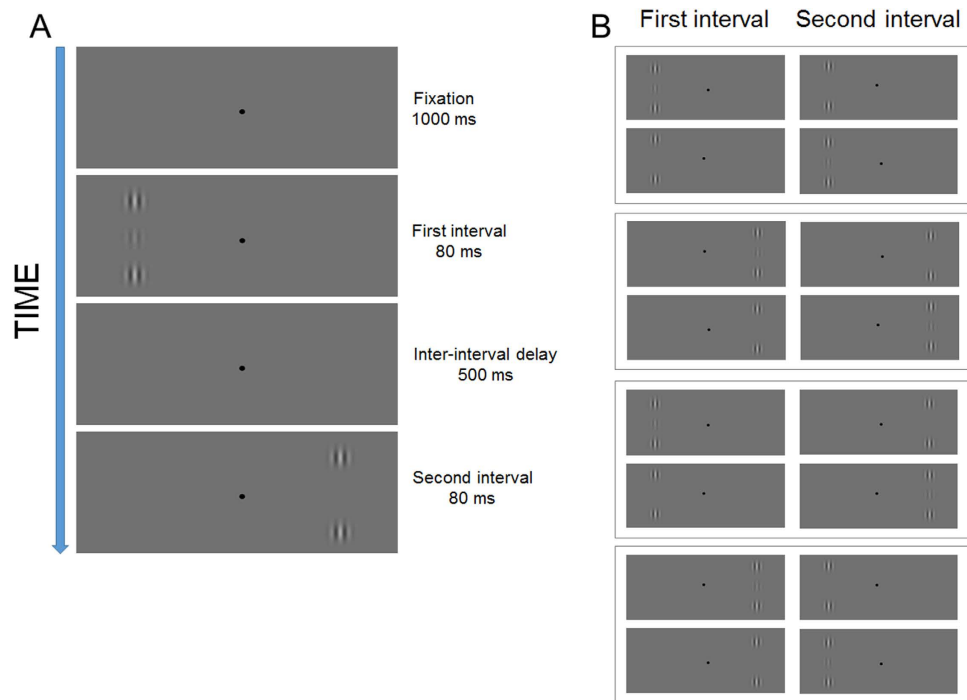 A
TIME
Fixation
1000 ms
First interval
80 ms
Inter-interval delay
500 ms
Second interval
80 ms
B
First interval Second interval